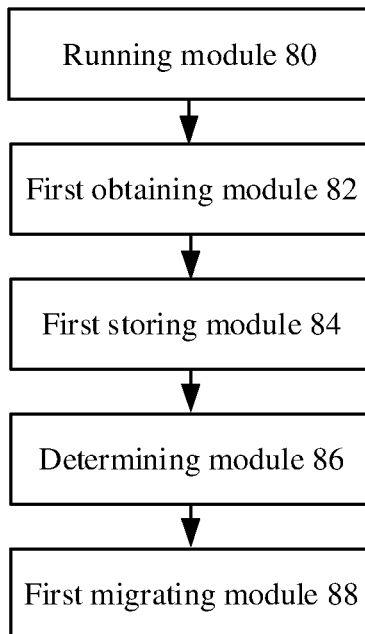 Running module 80
First obtaining module 82
First storing module 84
Determining module 86
First migrating module 88